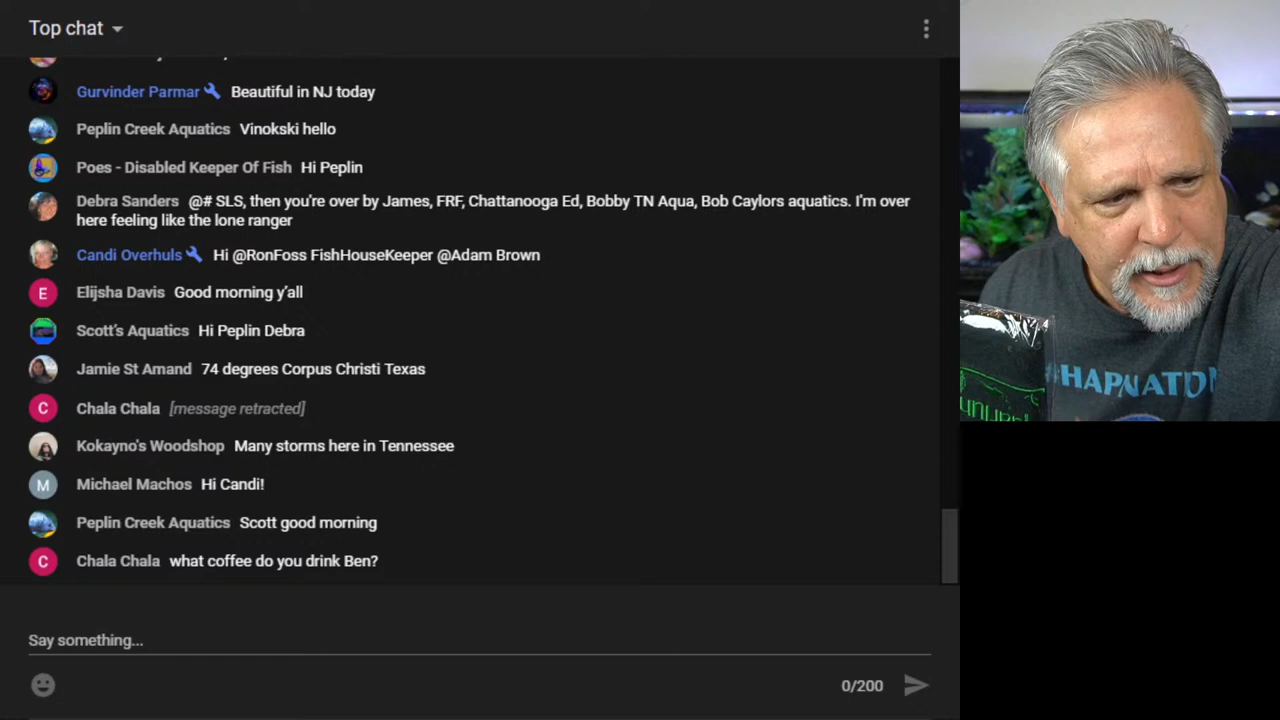 Top chat
Gurvinder Parmar Beautiful in NJ today
Peplin Creek Aquatics Vinokski hello
Poes - Disabled Keeper Of Fish Hi Peplin
Debra Sanders @# SLS, then you're over by James, FRF, Chattanooga Ed, Bobby TN Aqua, Bob Caylors aquatics. I'm over
here feeling like the lone ranger
Candi Overhuls Hi @RonFoss FishHouseKeeper @Adam Brown
E Elijsha Davis Good morning y'all
Scott's Aquatics Hi Peplin Debra
Jamie St Amand 74 degrees Corpus Christi Texas
C Chala Chala [message retracted]
Kokayno's Woodshop Many storms here in Tennessee
M Michael Machos Hi Candi!
Peplin Creek Aquatics Scott good morning
C Chala Chala what coffee do you drink Ben?
Say something...
0/200